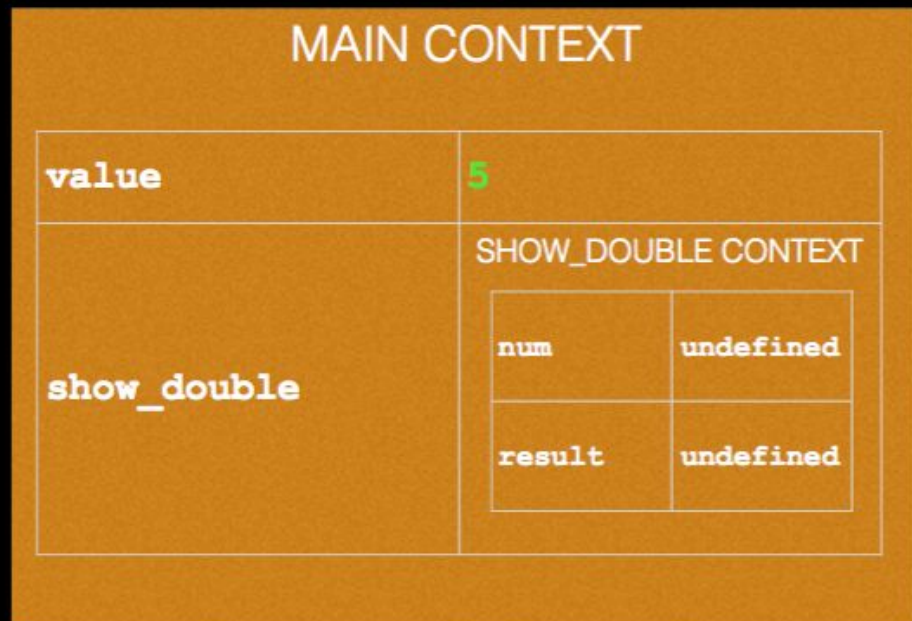 MAIN CONTEXT
value 5
SHOW_DOUBLE CONTEXT
num undefined
show_double
result undefined